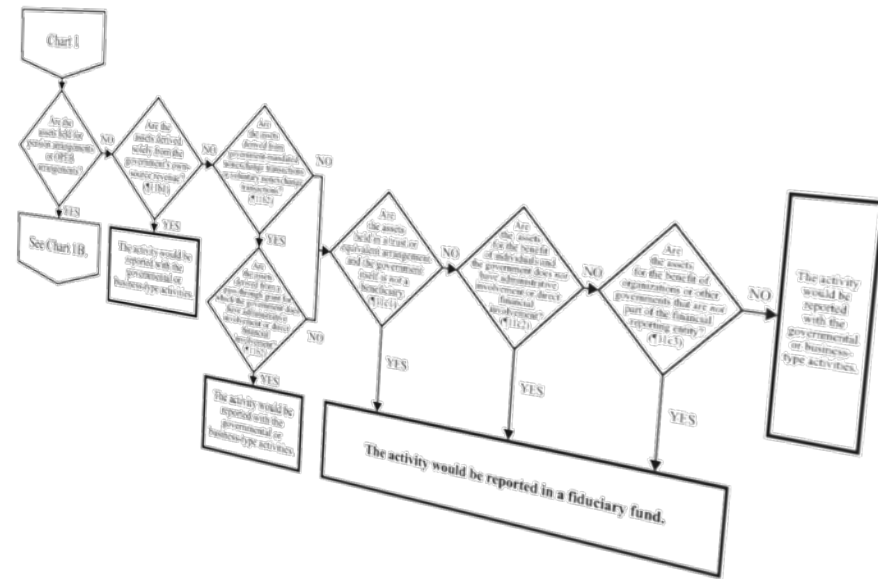 Chart 1
Are the
assets held for
pension arrangements
or OPEB
arrangements?
NO
YES
See Chart 1B.
Are the
assets derived
solely from the
government's own-
source revenue?
(¶11b1)
NO
YES
The activity would be
reported with the
governmental or
business-type activities.
Are
the assets
derived from
government-mandated
nonexchange transactions
or voluntary nonexchange
transactions?
(¶11b2)
NO
YES
Are
the assets
derived from a
pass-through grant for
which the government does
have administrative
involvement or direct
financial
involvement?
NO
YES
The activity would be
reported with the
governmental or
business-type activities.
Are
the assets
held in a trust or
equivalent arrangement
and the government
itself is not a
beneficiary
(¶11c1)
NO
YES
Are
the assets
for the benefit
of individuals and
the government does not
have administrative
involvement or direct
financial
involvement?
(¶11c2)
NO
YES
Are
the assets
for the benefit of
organizations or other
governments that are not
part of the financial
reporting entity?
(¶11c3)
NO
YES
The activity
would be
reported
with the
governmental
or business-
type activities.
The activity would be reported in a fiduciary fund.